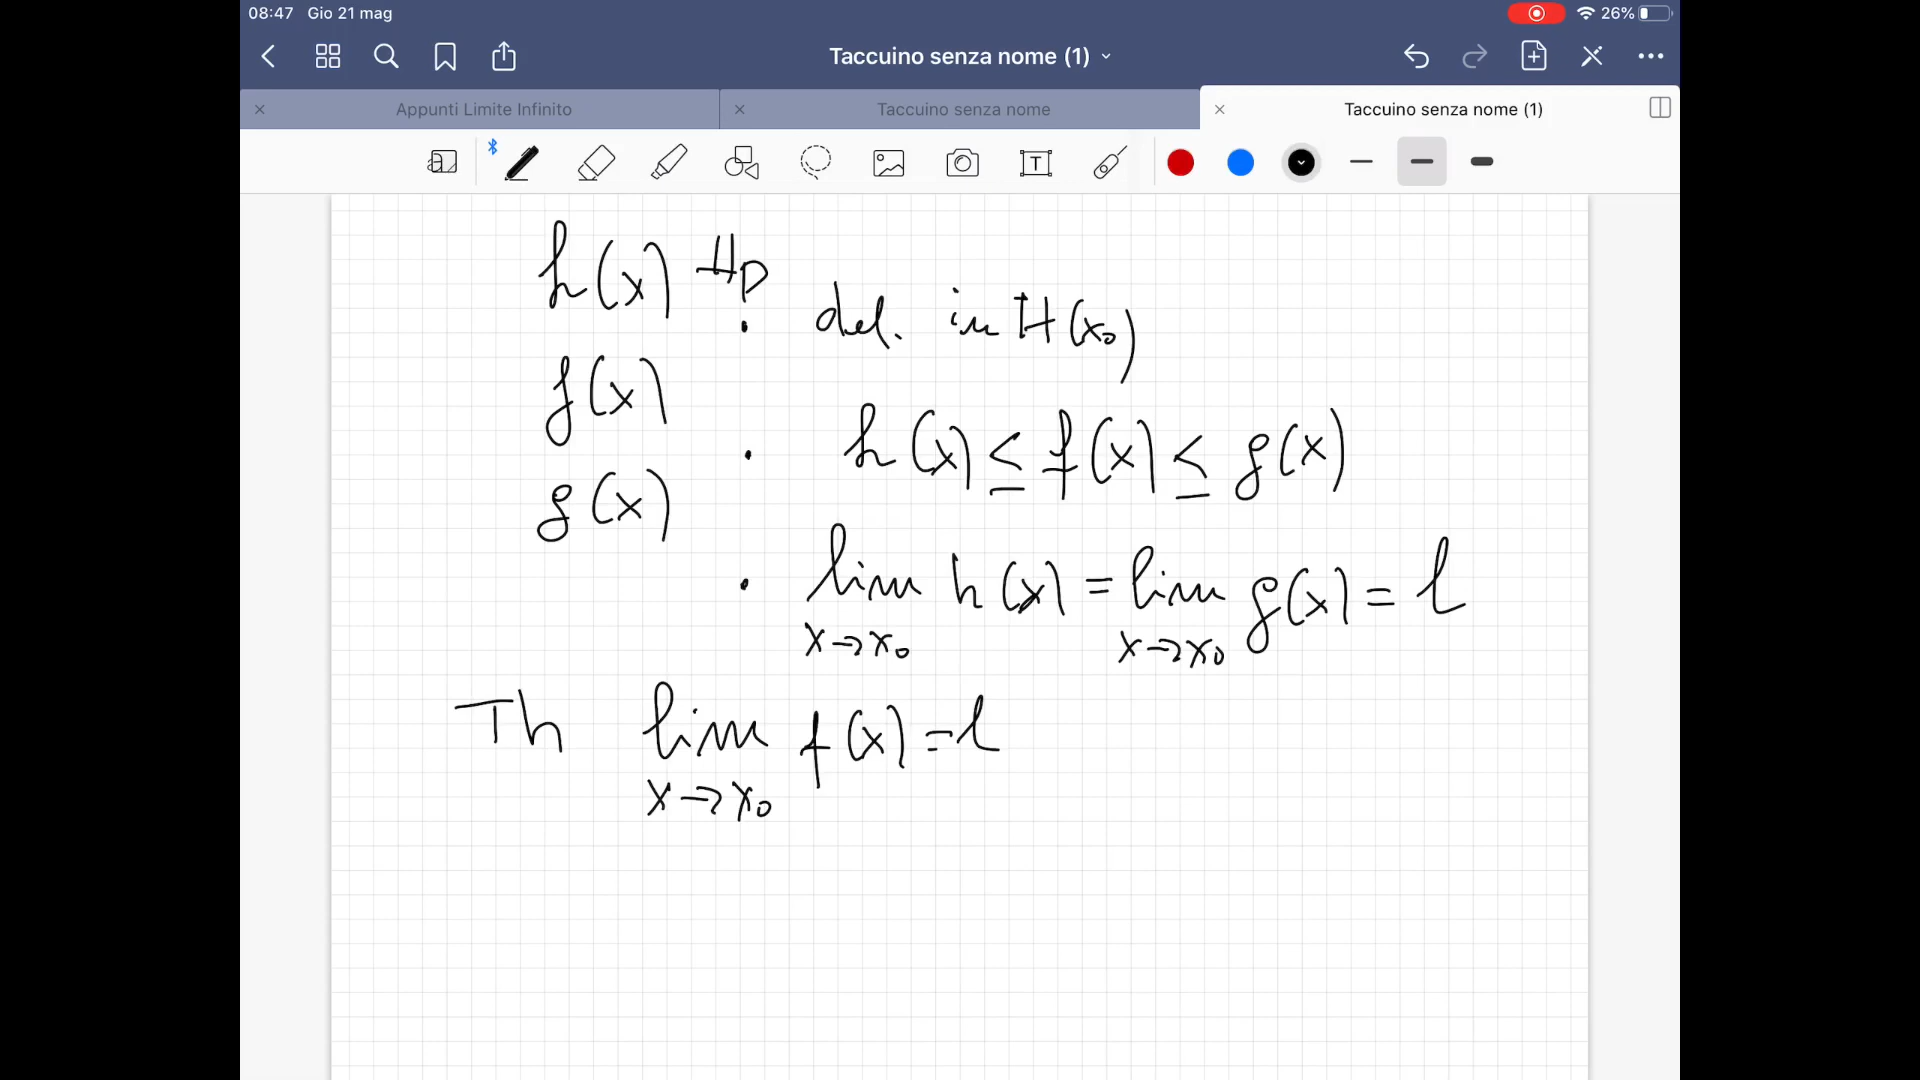 08:47 Gio 21 mag 26%
Taccuino senza nome (1)
Appunti Limite Infinito Taccuino senza nome Taccuino senza nome (1)
h(x) Hp
· def. in H(x₀)
f(x)
· h(x) ≤ f(x) ≤ g(x)
g(x)
· lim h(x) = lim g(x) = l
x→x₀ x→x₀
Th lim f(x) = l
x→x₀